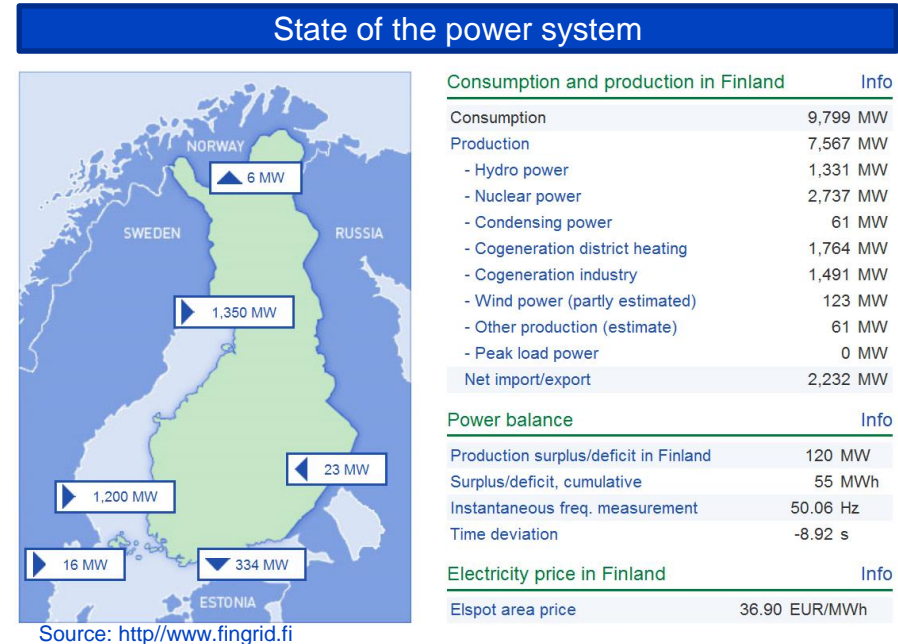 State of the power system
NORWAY
6 MW
SWEDEN
RUSSIA
1,350 MW
23 MW
1,200 MW
16 MW
334 MW
ESTONIA
Source: http//www.fingrid.fi
Consumption and production in Finland Info
Consumption 9,799 MW
Production 7,567 MW
- Hydro power 1,331 MW
- Nuclear power 2,737 MW
- Condensing power 61 MW
- Cogeneration district heating 1,764 MW
- Cogeneration industry 1,491 MW
- Wind power (partly estimated) 123 MW
- Other production (estimate) 61 MW
- Peak load power 0 MW
Net import/export 2,232 MW
Power balance Info
Production surplus/deficit in Finland 120 MW
Surplus/deficit, cumulative 55 MWh
Instantaneous freq. measurement 50.06 Hz
Time deviation -8.92 s
Electricity price in Finland Info
Elspot area price 36.90 EUR/MWh